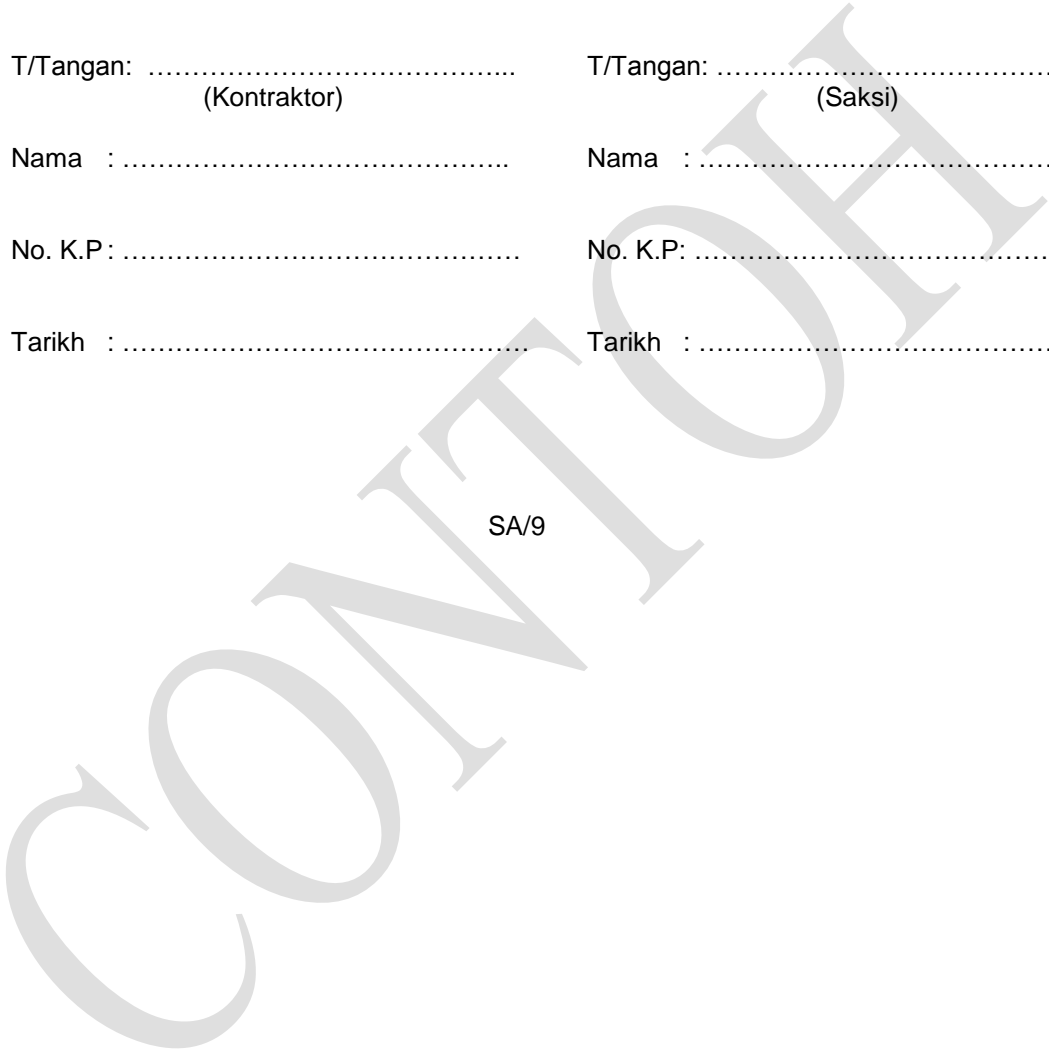 T/Tangan: …………………………………... T/Tangan: …………………………………
(Kontraktor) (Saksi)
Nama : …………………………………….. Nama : …………………………………
No. K.P : ……………………………………… No. K.P: …………………………………
Tarikh : ……………………………………… Tarikh : …………………………………
SA/9
CONTOH